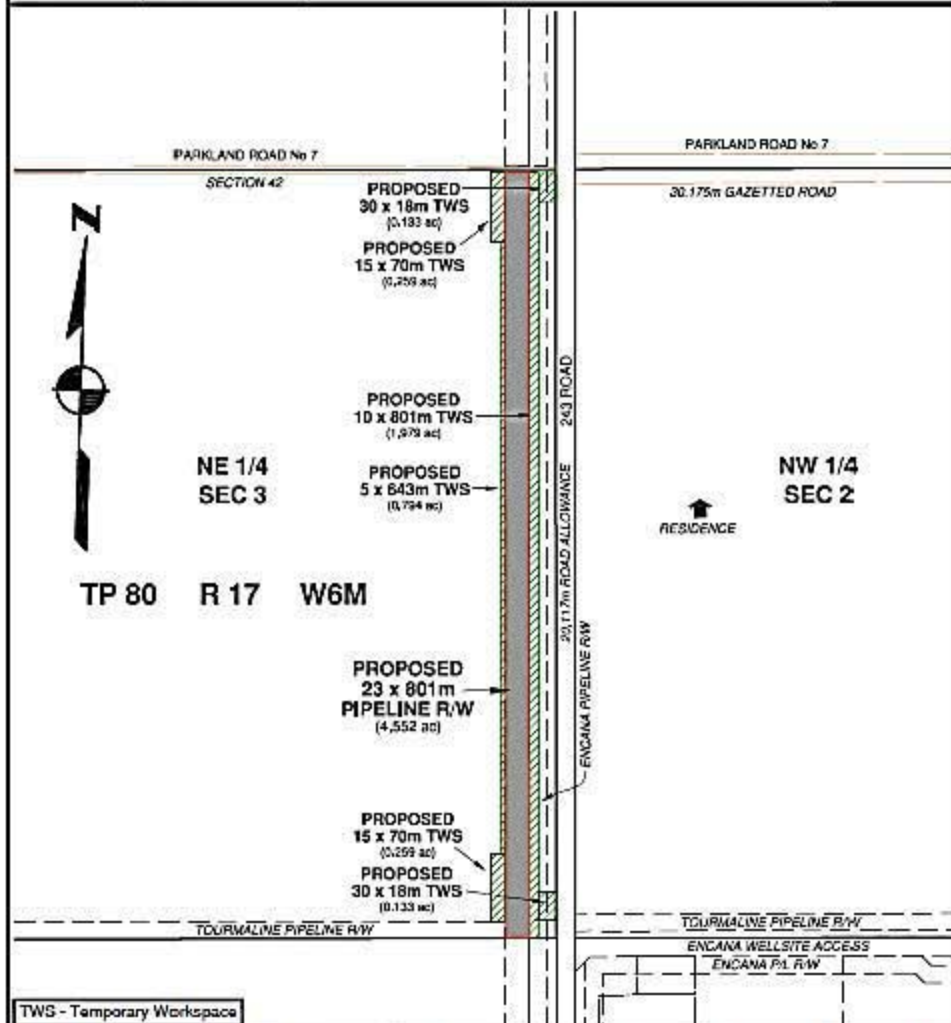 PARKLAND ROAD No 7
PARKLAND ROAD No 7
SECTION 42
30.175m GAZETTED ROAD
PROPOSED
30 x 18m TWS
(0.133 ac)
PROPOSED
15 x 70m TWS
(0.259 ac)
N
243 ROAD
PROPOSED
10 x 801m TWS
(1.979 ac)
NE 1/4
SEC 3
PROPOSED
5 x 643m TWS
(0.794 ac)
NW 1/4
SEC 2
RESIDENCE
20.117m ROAD ALLOWANCE
TP 80 R 17 W6M
ENCANA PIPELINE R/W
PROPOSED
23 x 801m
PIPELINE R/W
(4.552 ac)
PROPOSED
15 x 70m TWS
(0.259 ac)
PROPOSED
30 x 18m TWS
(0.133 ac)
TOURMALINE PIPELINE R/W
TOURMALINE PIPELINE R/W
ENCANA WELLSITE ACCESS
ENCANA P/L R/W
TWS - Temporary Workspace